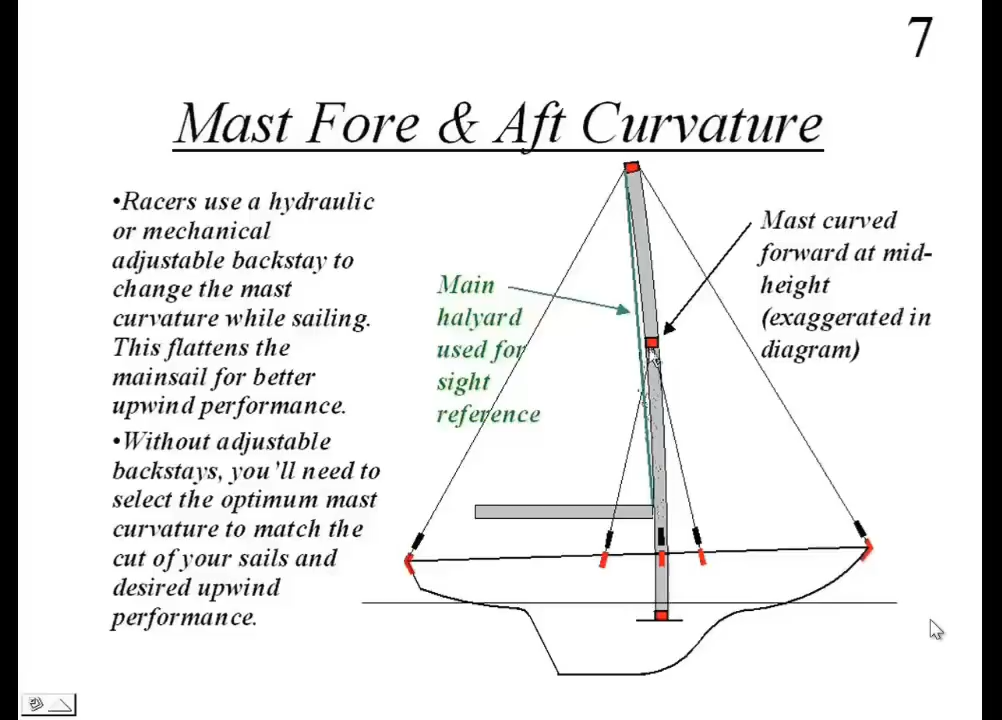 7
Mast Fore & Aft Curvature
•Racers use a hydraulic
or mechanical
adjustable backstay to
change the mast
curvature while sailing.
This flattens the
mainsail for better
upwind performance.
•Without adjustable
backstays, you'll need to
select the optimum mast
curvature to match the
cut of your sails and
desired upwind
performance.
Main
halyard
used for
sight
reference
Mast curved
forward at mid-
height
(exaggerated in
diagram)